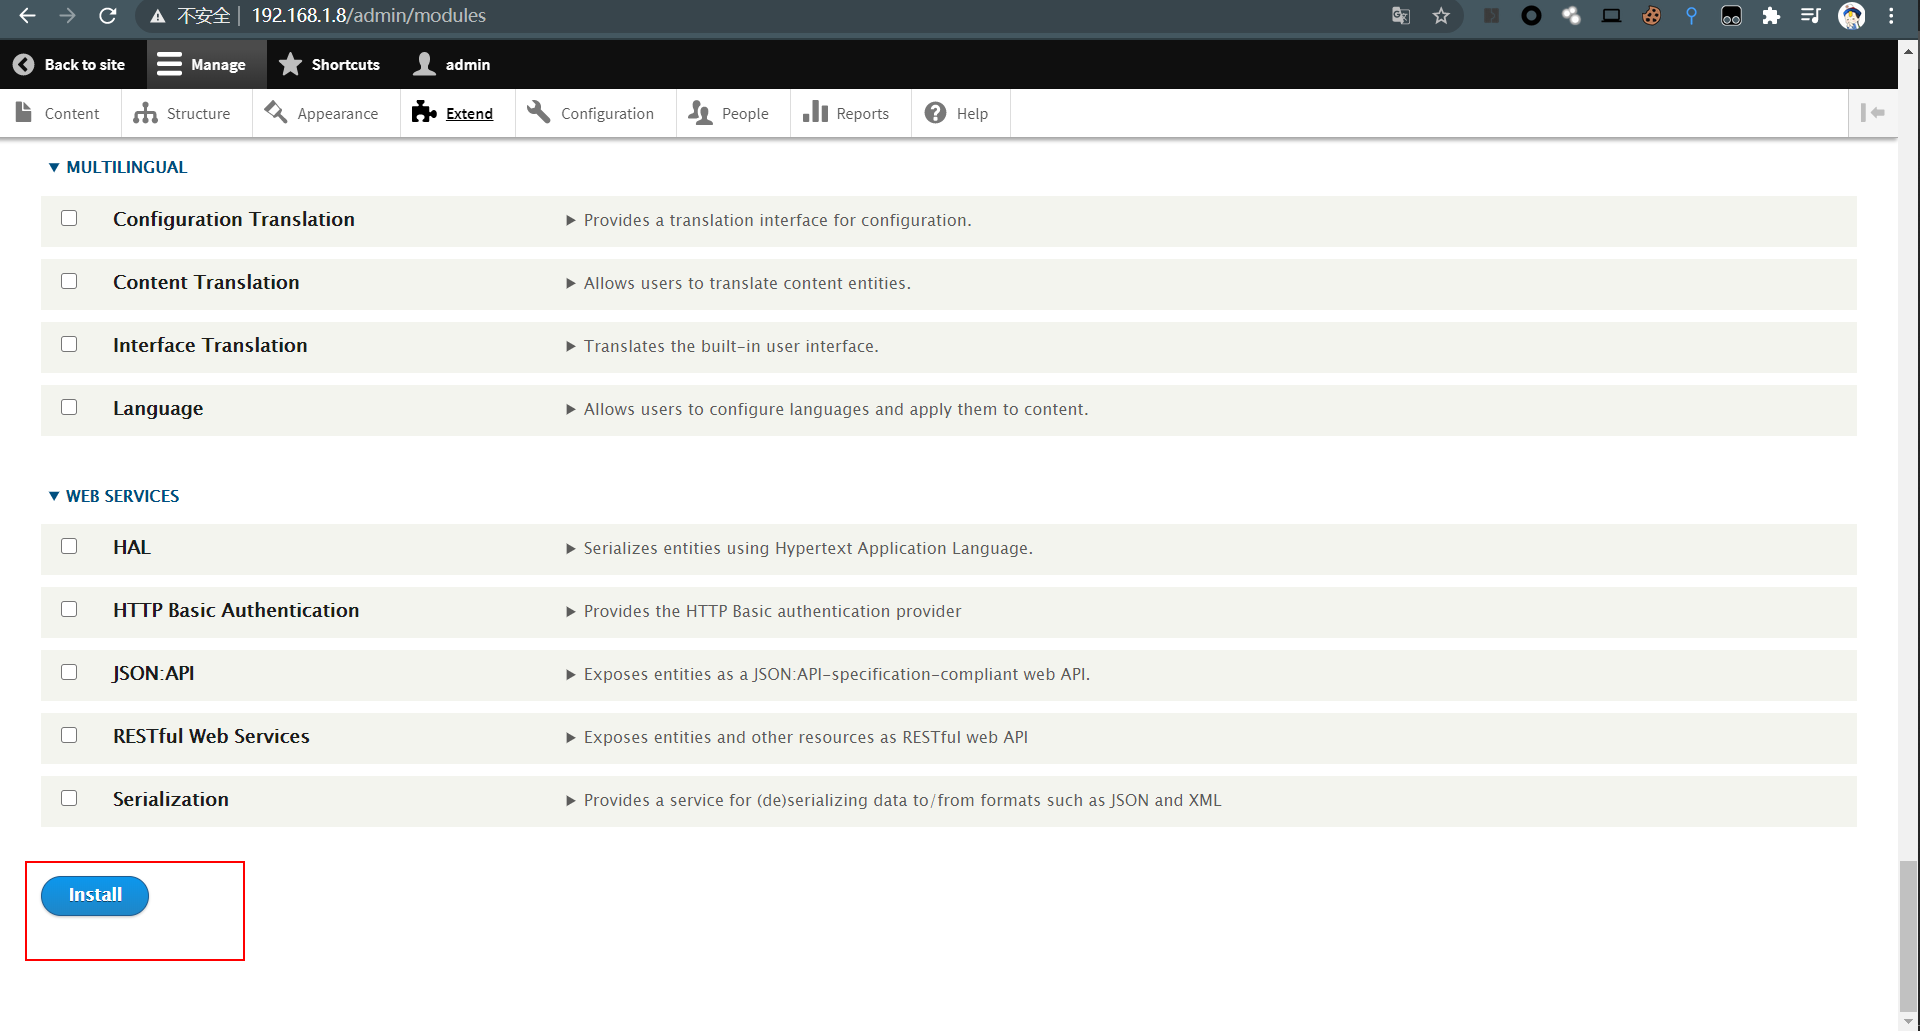 不安全 192.168.1.8/admin/modules
Back to site Manage Shortcuts admin
Content Structure Appearance Extend Configuration People Reports Help
MULTILINGUAL
Configuration Translation Provides a translation interface for configuration.
Content Translation Allows users to translate content entities.
Interface Translation Translates the built-in user interface.
Language Allows users to configure languages and apply them to content.
WEB SERVICES
HAL Serializes entities using Hypertext Application Language.
HTTP Basic Authentication Provides the HTTP Basic authentication provider
JSON:API Exposes entities as a JSON:API-specification-compliant web API.
RESTful Web Services Exposes entities and other resources as RESTful web API
Serialization Provides a service for (de)serializing data to/from formats such as JSON and XML
Install